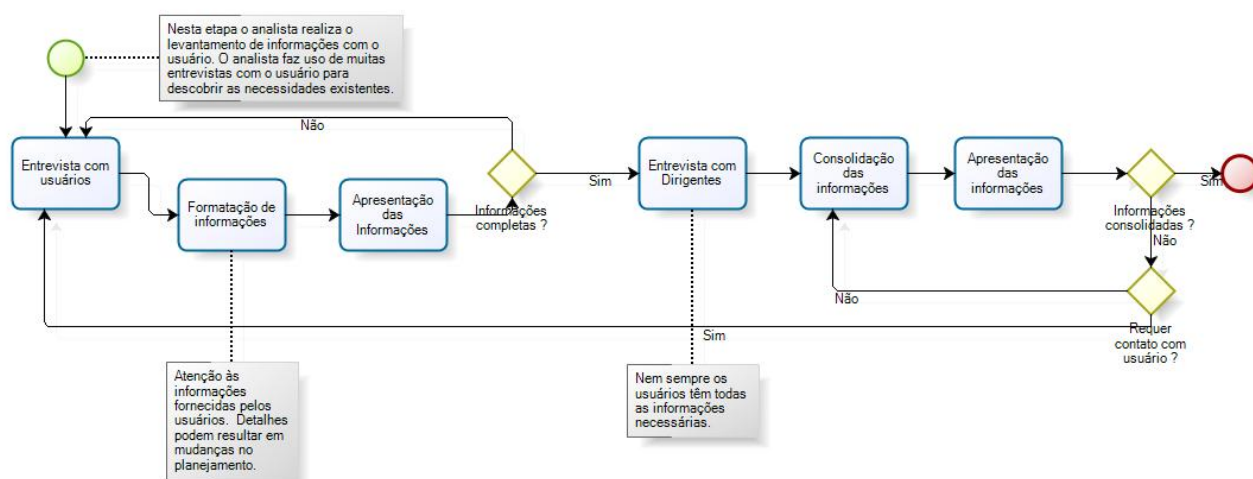 Nesta etapa o analista realiza o
levantamento de informações com o
usuário. O analista faz uso de muitas
entrevistas com o usuário para
descobrir as necessidades existentes.
Não
Entrevista com
usuários
Formatação de
informações
Apresentação
das
Informações
Informações
completas ?
Sim
Entrevista com
Dirigentes
Consolidação
das
informações
Apresentação
das
informações
Informações
consolidadas ?
Sim
Não
Não
Requer
contato com
usuário ?
Sim
Atenção às
informações
fornecidas pelos
usuários. Detalhes
podem resultar em
mudanças no
planejamento.
Nem sempre os
usuários têm todas
as informações
necessárias.